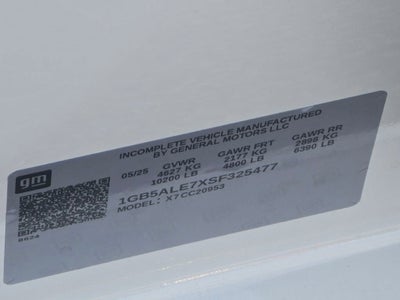 gm
INCOMPLETE VEHICLE MANUFACTURED
BY GENERAL MOTORS LLC
05/25 GVWR GAWR FRT GAWR RR
4627 KG 2177 KG 2898 KG
10200 LB 4800 LB 6390 LB
1GB5ALE7XSF325477
MODEL: X7CC20953
8624